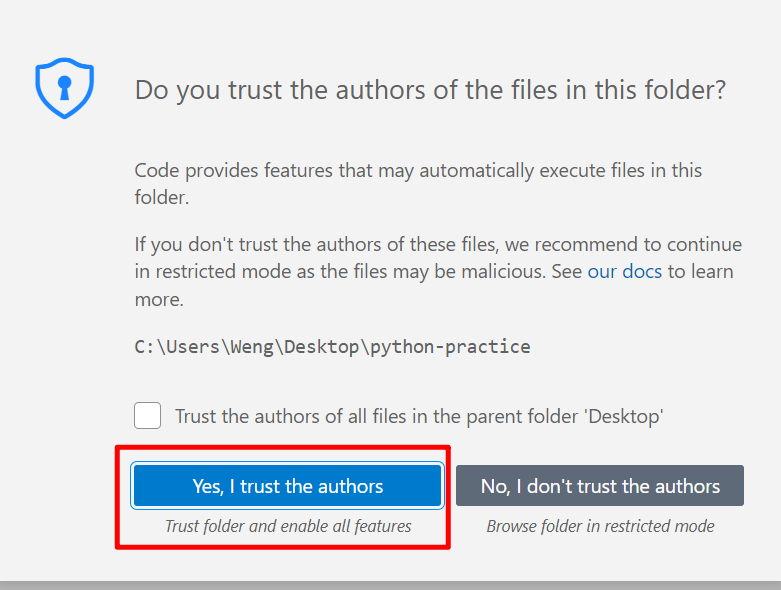 Do you trust the authors of the files in this folder?
Code provides features that may automatically execute files in this
folder.
If you don't trust the authors of these files, we recommend to continue
in restricted mode as the files may be malicious. See our docs to learn
more.
C:\Users\Weng\Desktop\python-practice
Trust the authors of all files in the parent folder 'Desktop'
Yes, I trust the authors
No, I don't trust the authors
Trust folder and enable all features
Browse folder in restricted mode